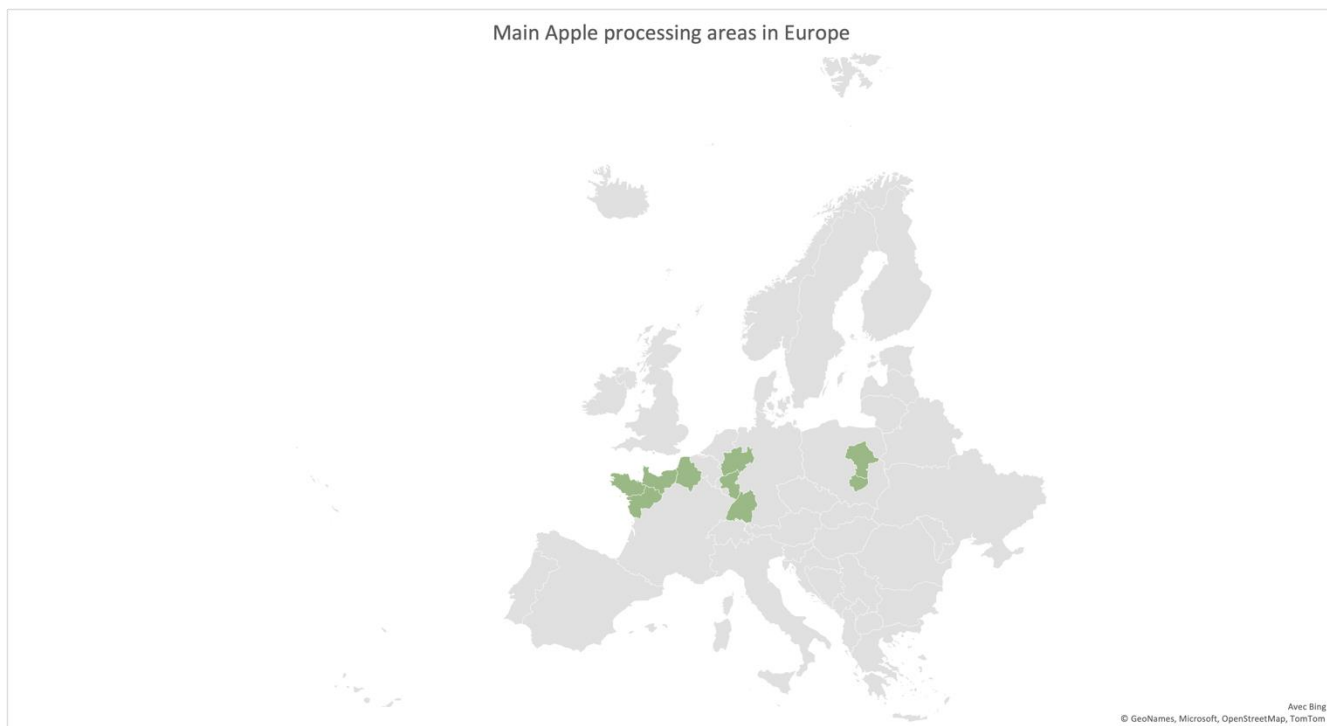 Main Apple processing areas in Europe
Avec Bing
© GeoNames, Microsoft, OpenStreetMap, TomTom